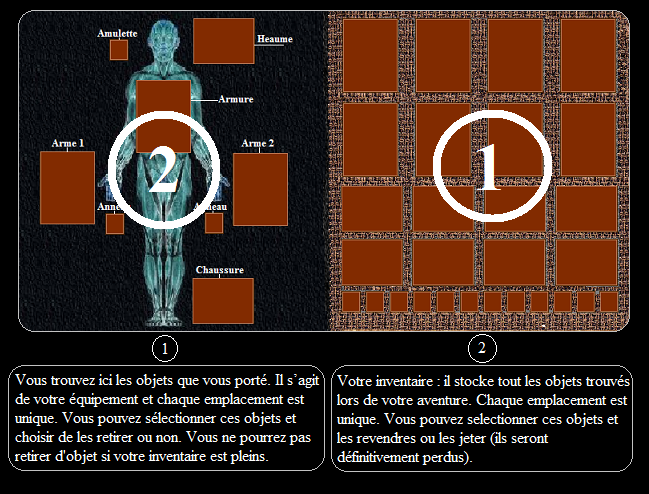 Amulette
Heaume
Armure
Arme 1
Arme 2
2
1
Anneau
Chaussure
1
2
Vous trouvez ici les objets que vous porté. Il s'agit
de votre équipement et chaque emplacement est
unique. Vous pouvez sélectionner ces objets et
choisir de les retirer ou non. Vous ne pourrez pas
retirer d'objet si votre inventaire est pleins.
Votre inventaire : il stocke tout les objets trouvés
lors de votre aventure. Chaque emplacement est
unique. Vous pouvez selectionner ces objets et
les revendres ou les jeter (ils seront
définitivement perdus).